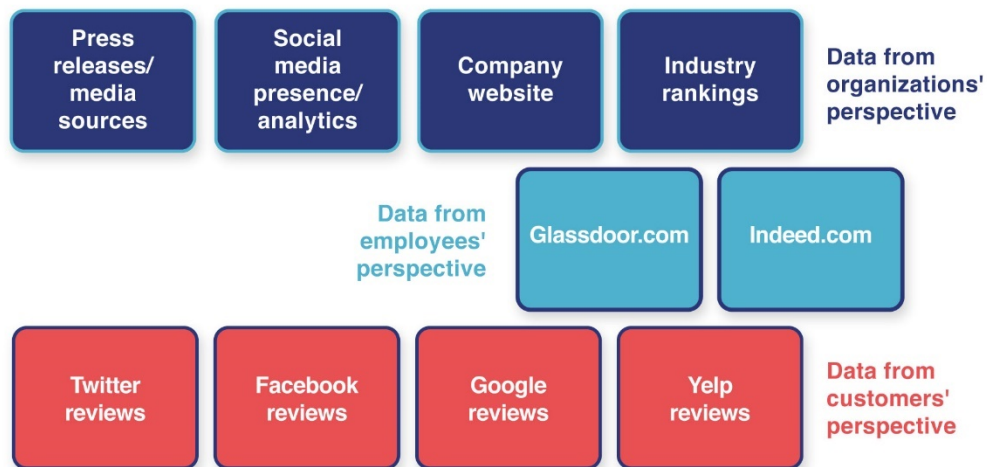 Press
releases/
media
sources
Social
media
presence/
analytics
Company
website
Industry
rankings
Data from
organizations'
perspective
Data from
employees'
perspective
Glassdoor.com
Indeed.com
Twitter
reviews
Facebook
reviews
Google
reviews
Yelp
reviews
Data from
customers'
perspective